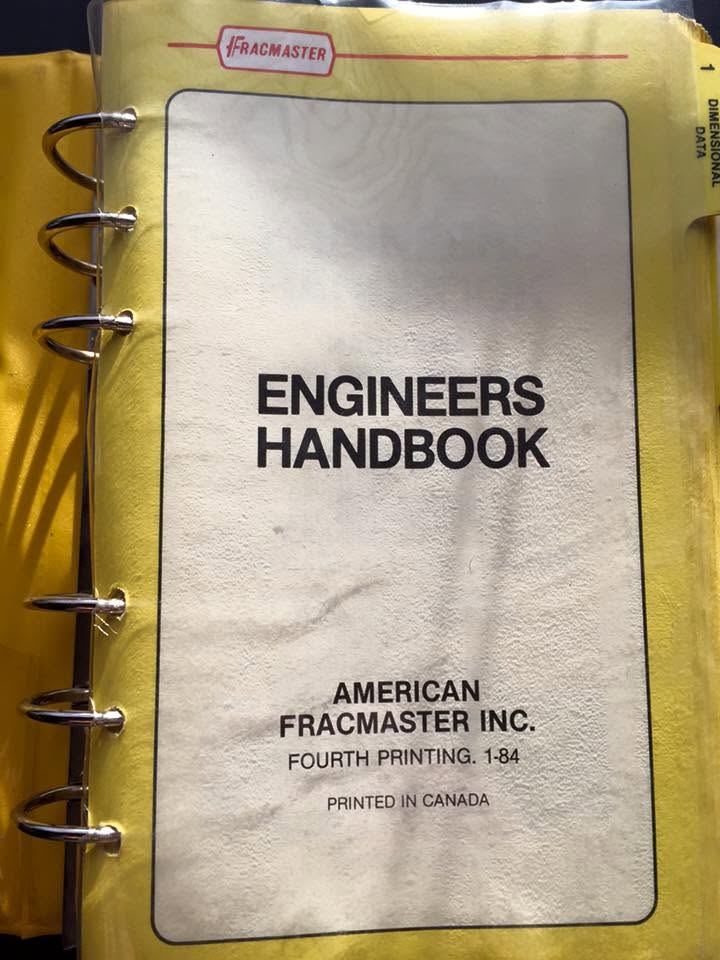 FRACMASTER
1 DIMENSIONAL
DATA
ENGINEERS
HANDBOOK
AMERICAN
FRACMASTER INC.
FOURTH PRINTING. 1-84
PRINTED IN CANADA